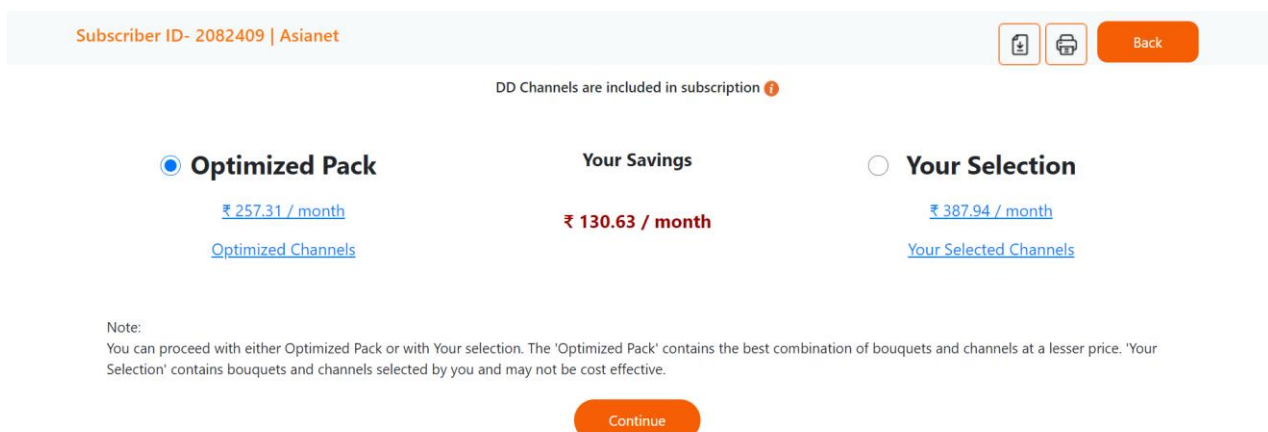 Subscriber ID- 2082409 | Asianet
Back
DD Channels are included in subscription
Optimized Pack
Your Savings
Your Selection
₹ 257.31 / month
₹ 130.63 / month
₹ 387.94 / month
Optimized Channels
Your Selected Channels
Note:
You can proceed with either Optimized Pack or with Your selection. The 'Optimized Pack' contains the best combination of bouquets and channels at a lesser price. 'Your
Selection' contains bouquets and channels selected by you and may not be cost effective.
Continue